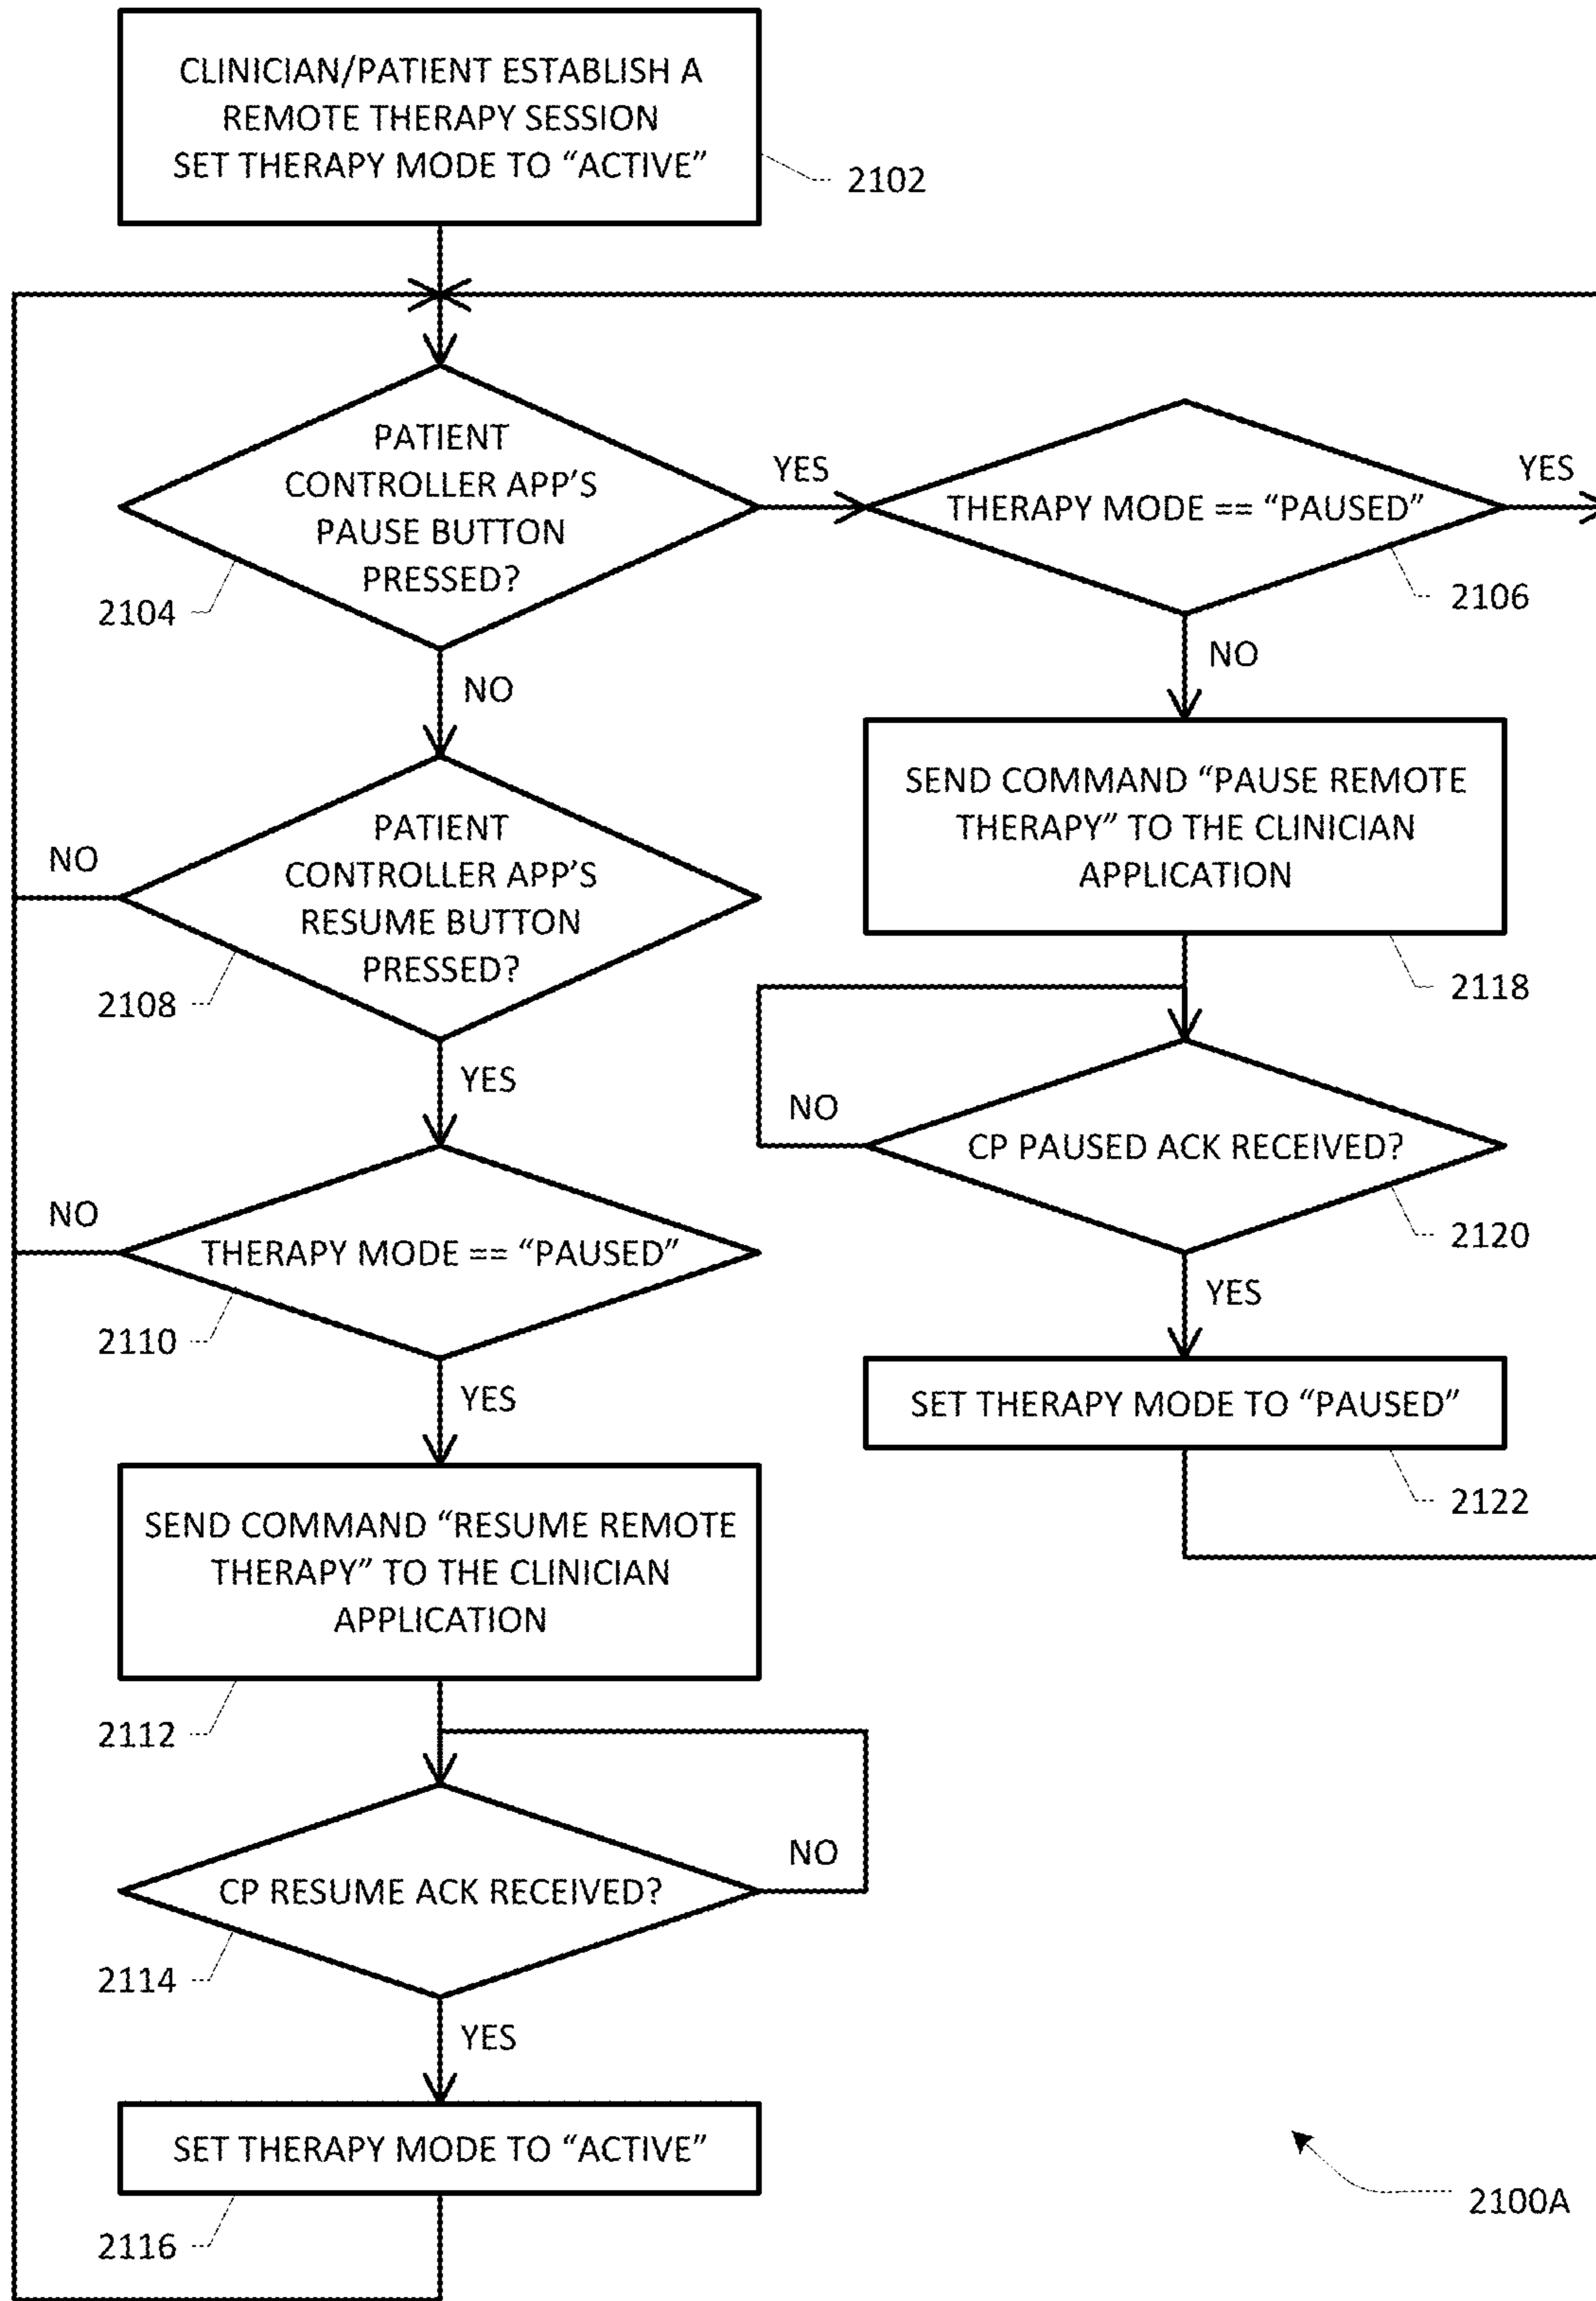 CLINICIAN/PATIENT ESTABLISH A
REMOTE THERAPY SESSION
SET THERAPY MODE TO “ACTIVE”
2102
PATIENT
CONTROLLER APP’S
PAUSE BUTTON
PRESSED?
YES
2104
NO
THERAPY MODE == “PAUSED”
YES
2106
NO
PATIENT
CONTROLLER APP’S
RESUME BUTTON
PRESSED?
NO
2108
YES
SEND COMMAND “PAUSE REMOTE
THERAPY” TO THE CLINICIAN
APPLICATION
2118
CP PAUSED ACK RECEIVED?
NO
2120
YES
THERAPY MODE == “PAUSED”
NO
2110
YES
SET THERAPY MODE TO “PAUSED”
2122
SEND COMMAND “RESUME REMOTE
THERAPY” TO THE CLINICIAN
APPLICATION
2112
CP RESUME ACK RECEIVED?
NO
2114
YES
SET THERAPY MODE TO “ACTIVE”
2116
2100A